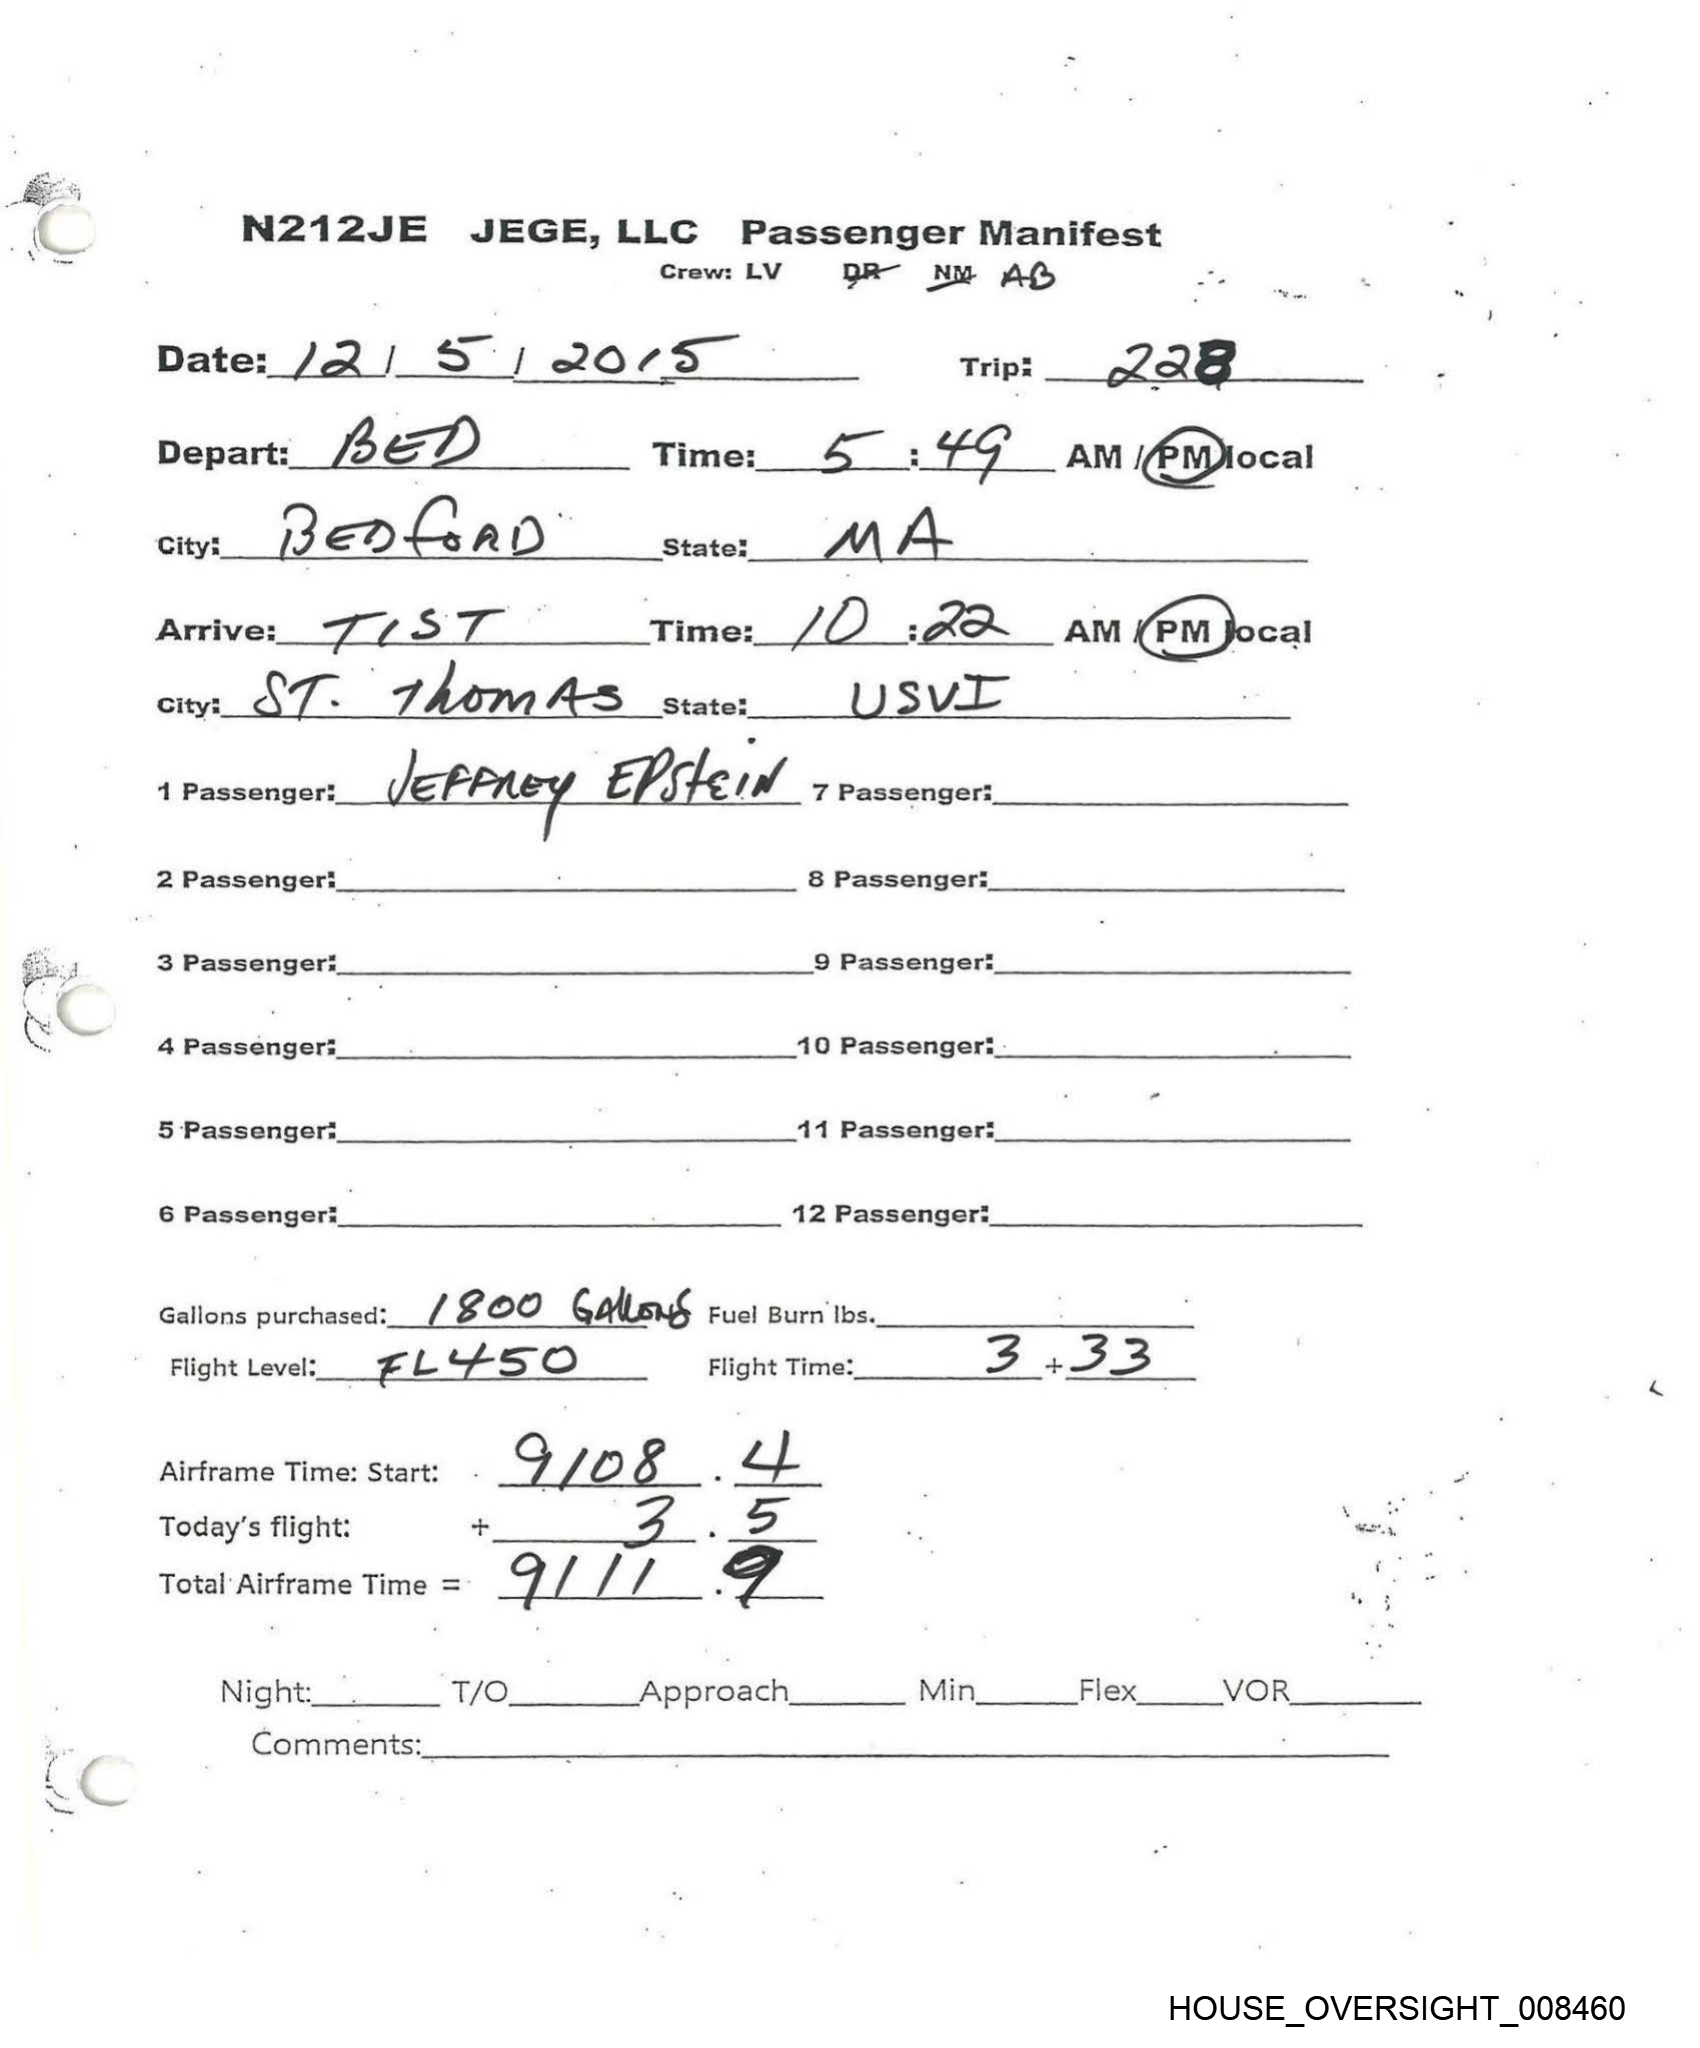 N212JE JEGE, LLC Passenger Manifest
Crew: LV DR NM AB
Date: 12 / 5 / 2015 Trip: 228
Depart: BED Time: 5 : 49 AM / PM local
City: BEDFORD State: MA
Arrive: TIST Time: 10 : 22 AM / PM local
City: ST. THOMAS State: USVI
1 Passenger: JEFFREY EPSTEIN 7 Passenger:
2 Passenger: 8 Passenger:
3 Passenger: 9 Passenger:
4 Passenger: 10 Passenger:
5 Passenger: 11 Passenger:
6 Passenger: 12 Passenger:
Gallons purchased: 1800 GALLONS Fuel Burn lbs.
Flight Level: FL450 Flight Time: 3 + 33
Airframe Time: Start: 9108 . 4
Today's flight: + 3 . 5
Total Airframe Time = 9111 . 9
Night: T/O Approach Min Flex VOR
Comments:
HOUSE_OVERSIGHT_008460